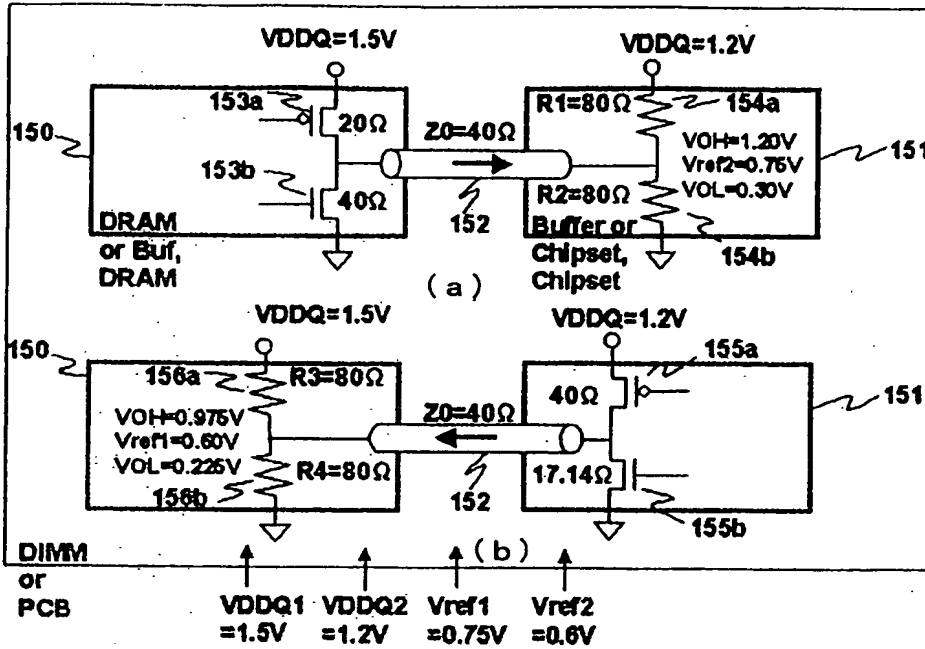 VDDQ=1.5V
VDDQ=1.2V
153a
R1=80Ω
154a
150
20Ω
Z0=40Ω
VOH=1.20V
Vref2=0.75V
VOL=0.30V
151
153b
40Ω
R2=80Ω
152
DRAM
or Buf,
DRAM
Buffer or
Chipset,
Chipset
154b
(a)
VDDQ=1.5V
VDDQ=1.2V
150
156a
R3=80Ω
155a
40Ω
151
VOH=0.975V
Vref1=0.60V
VOL=0.225V
Z0=40Ω
R4=80Ω
17.14Ω
156b
152
155b
(b)
DIMM
or
PCB
VDDQ1
=1.5V
VDDQ2
=1.2V
Vref1
=0.75V
Vref2
=0.6V